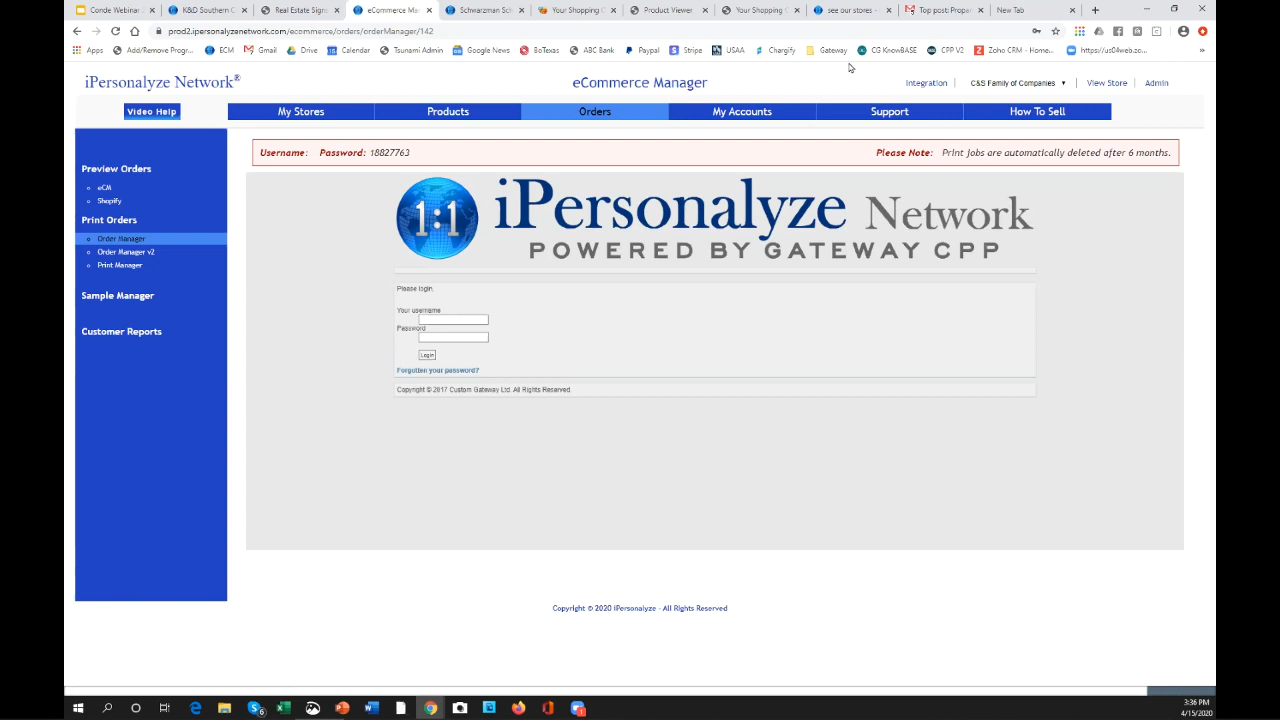 Conde Webinar
K&D Southern C
Real Estate Signs
eCommerce Ma
Schwarzman Sc
Your Shopping C
Product Viewer
Your Shopping C
see our stores -
Top post: Prepar
New Tab
prod2.ipersonalyzenetwork.com/ecommerce/orders/orderManager/142
Apps
Add/Remove Progr...
ECM
Gmail
Drive
Calendar
Tsunami Admin
Google News
BoTexas
ABC Bank
Paypal
Stripe
USAA
Chargify
Gateway
CG KnowBASE
CPP V2
Zoho CRM - Home...
https://us04web.zo...
iPersonalyze Network®
eCommerce Manager
Integration
C&S Family of Companies
View Store
Admin
Video Help
My Stores
Products
Orders
My Accounts
Support
How To Sell
Username: Password: 18827763
Please Note: Print jobs are automatically deleted after 6 months.
Preview Orders
eCM
Shopify
Print Orders
Order Manager
Order Manager v2
Print Manager
Sample Manager
Customer Reports
1:1
iPersonalyze Network
POWERED BY GATEWAY CPP
Please login.
Your username
Password
Login
Forgotten your password?
Copyright © 2017 Custom Gateway Ltd. All Rights Reserved.
Copyright © 2020 iPersonalyze - All Rights Reserved
3:36 PM
4/15/2020